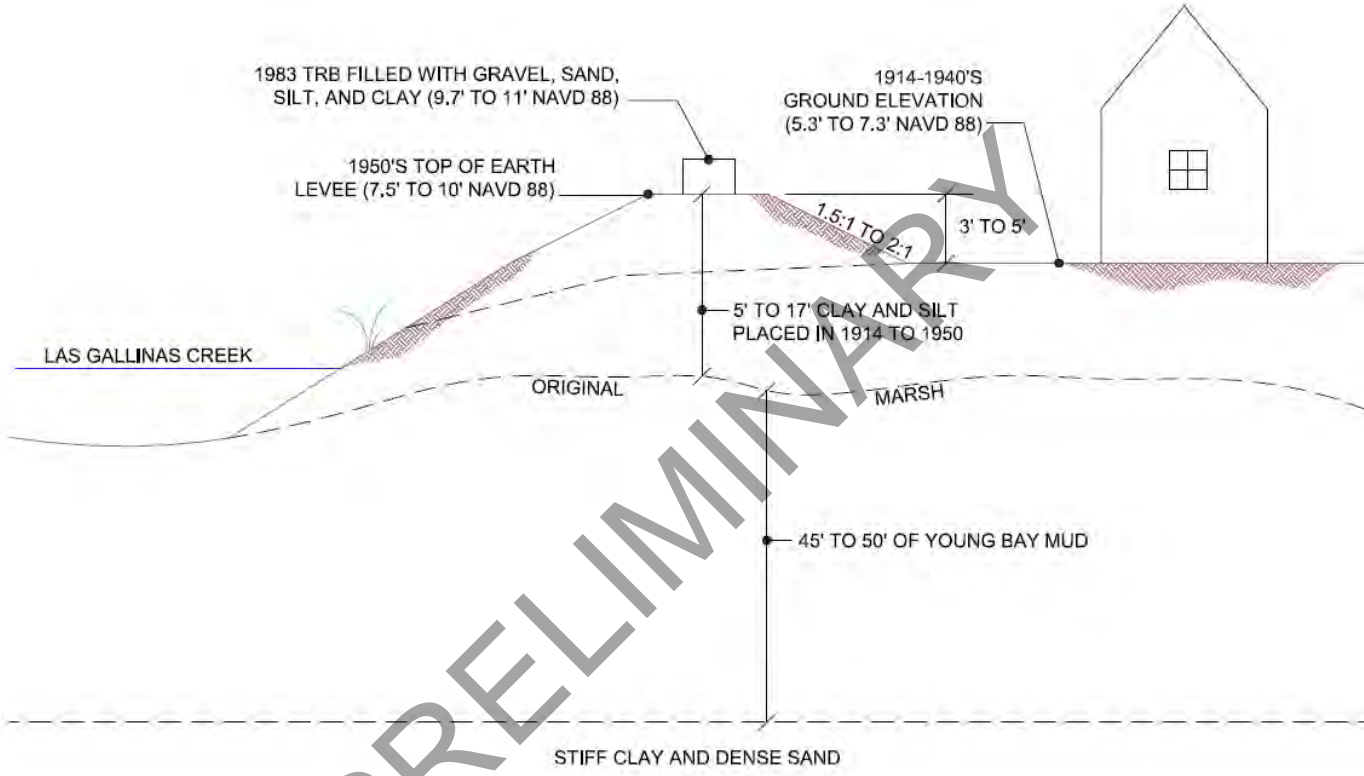 1983 TRB FILLED WITH GRAVEL, SAND,
SILT, AND CLAY (9.7' TO 11' NAVD 88)
1914-1940'S
GROUND ELEVATION
(5.3' TO 7.3' NAVD 88)
1950'S TOP OF EARTH
LEVEE (7.5' TO 10' NAVD 88)
1.5:1 TO 2:1
3' TO 5'
5' TO 17' CLAY AND SILT
PLACED IN 1914 TO 1950
LAS GALLINAS CREEK
ORIGINAL
MARSH
45' TO 50' OF YOUNG BAY MUD
STIFF CLAY AND DENSE SAND
PRELIMINARY